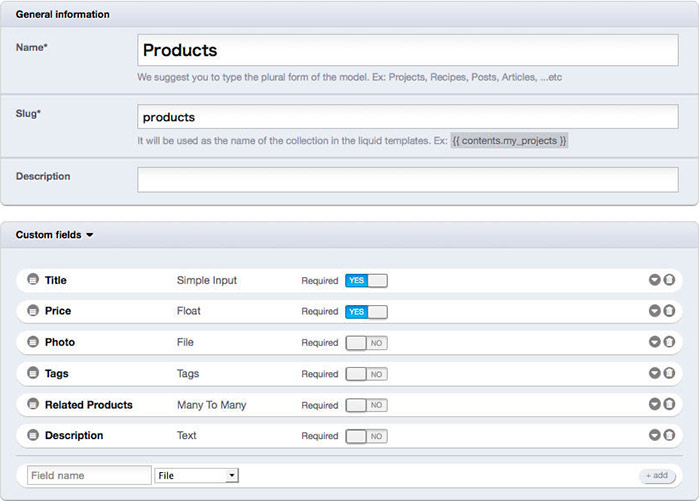 General information
Name*
Products
We suggest you to type the plural form of the model. Ex: Projects, Recipes, Posts, Articles, ...etc
Slug*
products
It will be used as the name of the collection in the liquid templates. Ex: {{ contents.my_projects }}
Description
Custom fields
Title Simple Input Required YES
Price Float Required YES
Photo File Required NO
Tags Tags Required NO
Related Products Many To Many Required NO
Description Text Required NO
Field name File + add